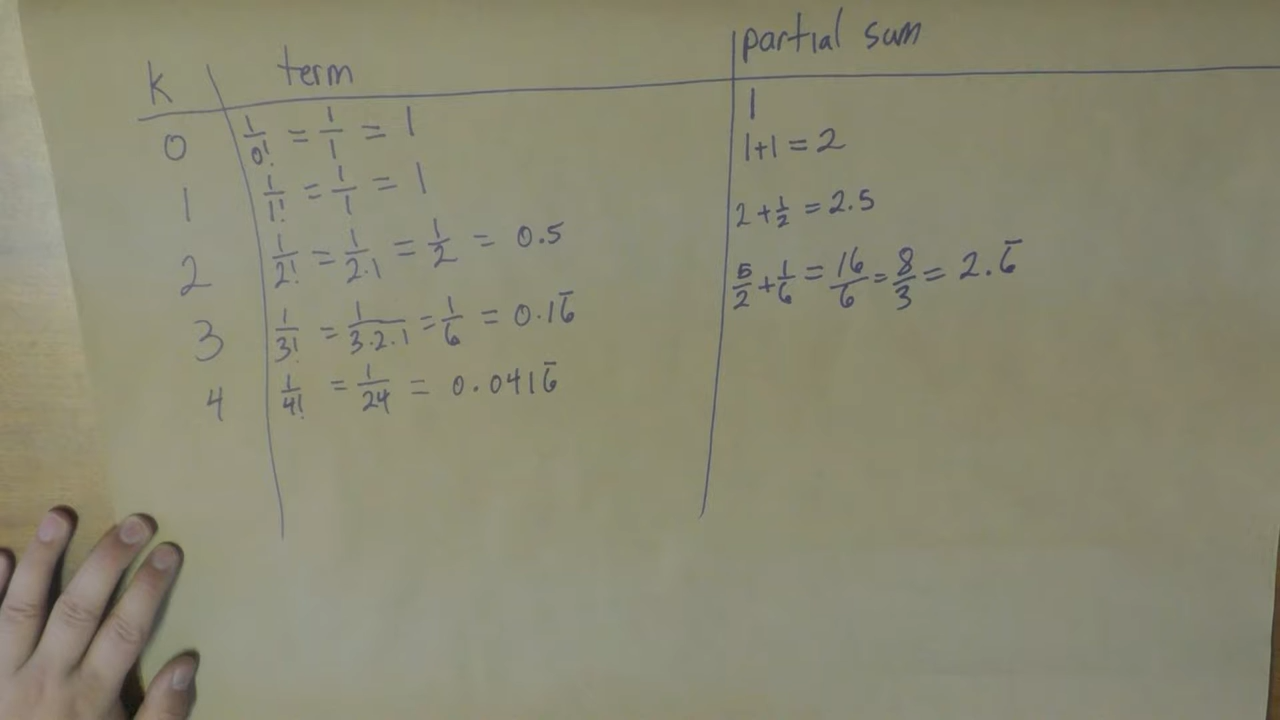 K term partial sum
0 1/0! = 1/1 = 1 1
1 1/1! = 1/1 = 1 1+1 = 2
2 1/2! = 1/2·1 = 1/2 = 0.5 2 + 1/2 = 2.5
3 1/3! = 1/3·2·1 = 1/6 = 0.16̅ 5/2 + 1/6 = 16/6 = 8/3 = 2.6̅
4 1/4! = 1/24 = 0.0416̅